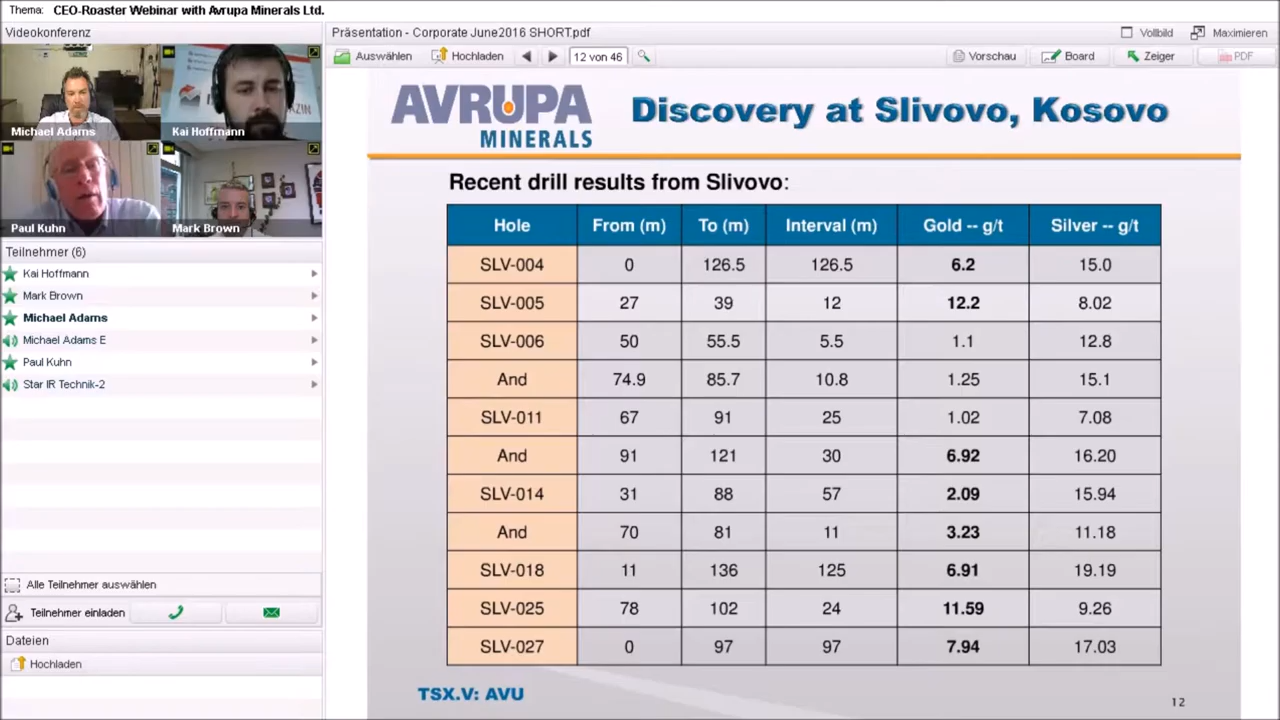 Thema: CEO-Roaster Webinar with Avrupa Minerals Ltd.
Videokonferenz
Michael Adams
Kai Hoffmann
Paul Kuhn
Mark Brown
Teilnehmer (6)
Kai Hoffmann
Mark Brown
Michael Adams
Michael Adams E
Paul Kuhn
Star IR Technik-2
Alle Teilnehmer auswählen
Teilnehmer einladen
Dateien
Hochladen
Präsentation - Corporate June2016 SHORT.pdf
Vollbild Maximieren
Auswählen Hochladen 12 von 46 Vorschau Board Zeiger PDF
AVRUPA
MINERALS
Discovery at Slivovo, Kosovo
Recent drill results from Slivovo:
Hole From (m) To (m) Interval (m) Gold -- g/t Silver -- g/t
SLV-004 0 126.5 126.5 6.2 15.0
SLV-005 27 39 12 12.2 8.02
SLV-006 50 55.5 5.5 1.1 12.8
And 74.9 85.7 10.8 1.25 15.1
SLV-011 67 91 25 1.02 7.08
And 91 121 30 6.92 16.20
SLV-014 31 88 57 2.09 15.94
And 70 81 11 3.23 11.18
SLV-018 11 136 125 6.91 19.19
SLV-025 78 102 24 11.59 9.26
SLV-027 0 97 97 7.94 17.03
TSX.V: AVU
12